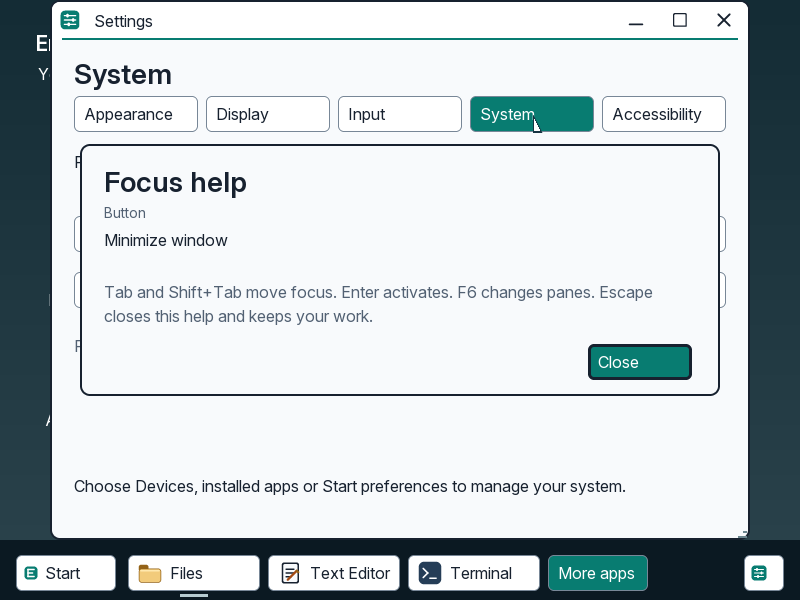 Settings
System
Appearance
Display
Input
System
Accessibility
Focus help
Button
Minimize window
Tab and Shift+Tab move focus. Enter activates. F6 changes panes. Escape
closes this help and keeps your work.
Close
Choose Devices, installed apps or Start preferences to manage your system.
Start
Files
Text Editor
Terminal
More apps